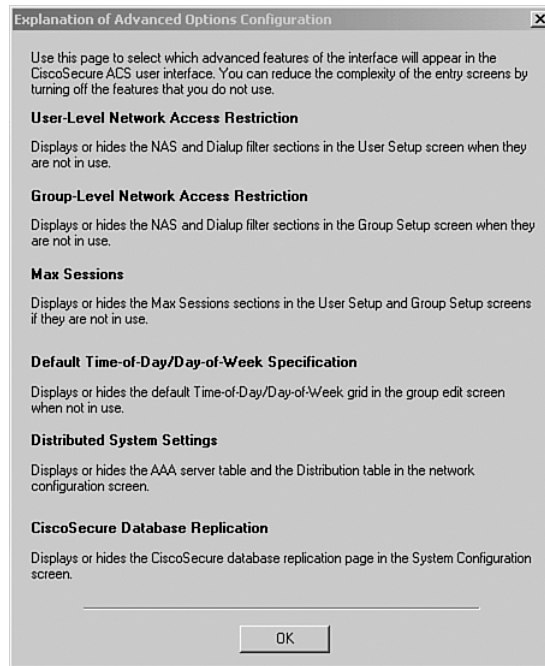 Explanation of Advanced Options Configuration
Use this page to select which advanced features of the interface will appear in the
CiscoSecure ACS user interface. You can reduce the complexity of the entry screens by
turning off the features that you do not use.
User-Level Network Access Restriction
Displays or hides the NAS and Dialup filter sections in the User Setup screen when they
are not in use.
Group-Level Network Access Restriction
Displays or hides the NAS and Dialup filter sections in the Group Setup screen when they
are not in use.
Max Sessions
Displays or hides the Max Sessions sections in the User Setup and Group Setup screens
if they are not in use.
Default Time-of-Day/Day-of-Week Specification
Displays or hides the default Time-of-Day/Day-of-Week grid in the group edit screen
when not in use.
Distributed System Settings
Displays or hides the AAA server table and the Distribution table in the network
configuration screen.
CiscoSecure Database Replication
Displays or hides the CiscoSecure database replication page in the System Configuration
screen.
OK